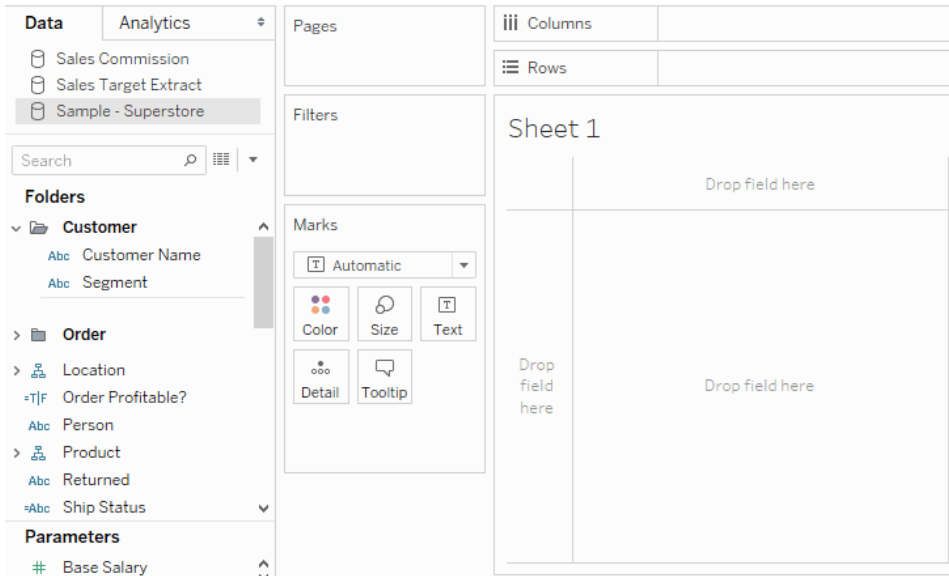 Data
Analytics
Sales Commission
Sales Target Extract
Sample - Superstore
Search
Folders
Customer
Abc Customer Name
Abc Segment
Order
Location
=T|F Order Profitable?
Abc Person
Product
Abc Returned
=Abc Ship Status
Parameters
# Base Salary
Pages
Filters
Marks
T Automatic
Color
Size
T
Text
Detail
Tooltip
iii Columns
Rows
Sheet 1
Drop field here
Drop
field
here
Drop field here